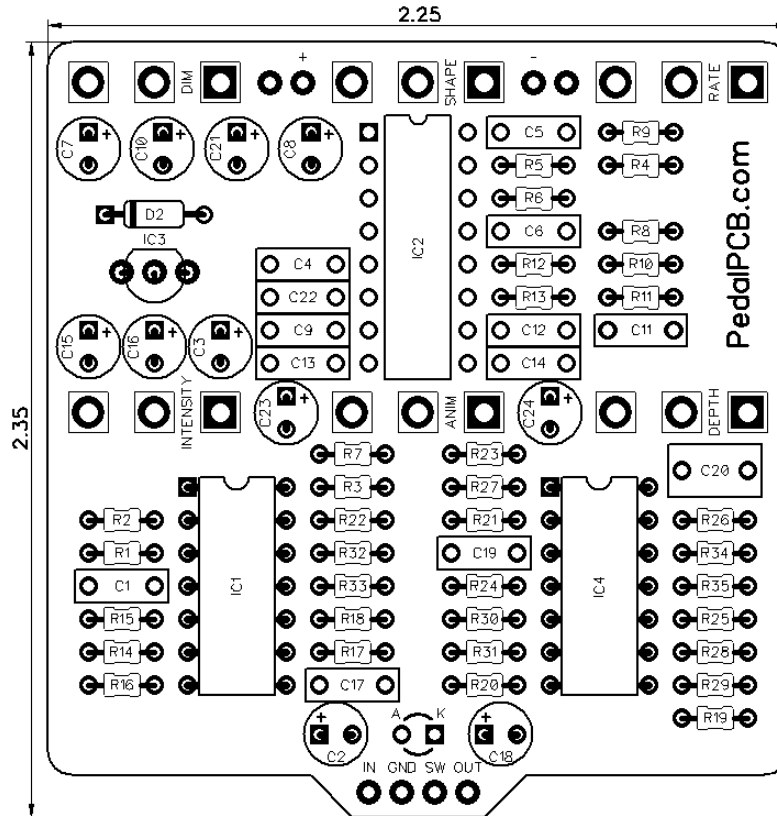 2.25
+
-
DIM
SHAPE
RATE
C7
+
C10
+
C21
+
C8
+
C5
R9
R5
R4
R6
D2
C6
R8
IC3
IC2
C4
R12
R10
C22
R13
R11
C15
+
C16
+
C3
+
C9
C12
C11
C13
C14
PedalPCB.com
2.35
INTENSITY
C23
+
ANIM
C24
+
DEPTH
R7
R23
C20
R3
R27
R2
R22
R21
R26
R1
R32
C19
R34
C1
IC1
R33
R24
IC4
R35
R15
R18
R30
R25
R14
R17
R31
R28
R16
C17
R20
R29
R19
+
C2
A
K
+
C18
IN GND SW OUT